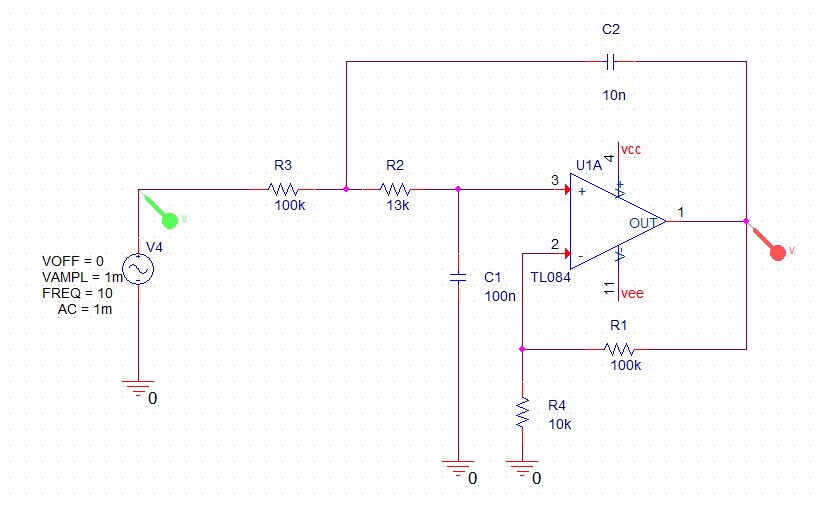 C2
10n
vcc
4
R3
R2
U1A
3
+
V+
100k
13k
OUT
1
V
V
V4
2
-
V-
VOFF = 0
VAMPL = 1m
FREQ = 10
AC = 1m
C1
100n
TL084
11
vee
R1
100k
0
R4
10k
0
0